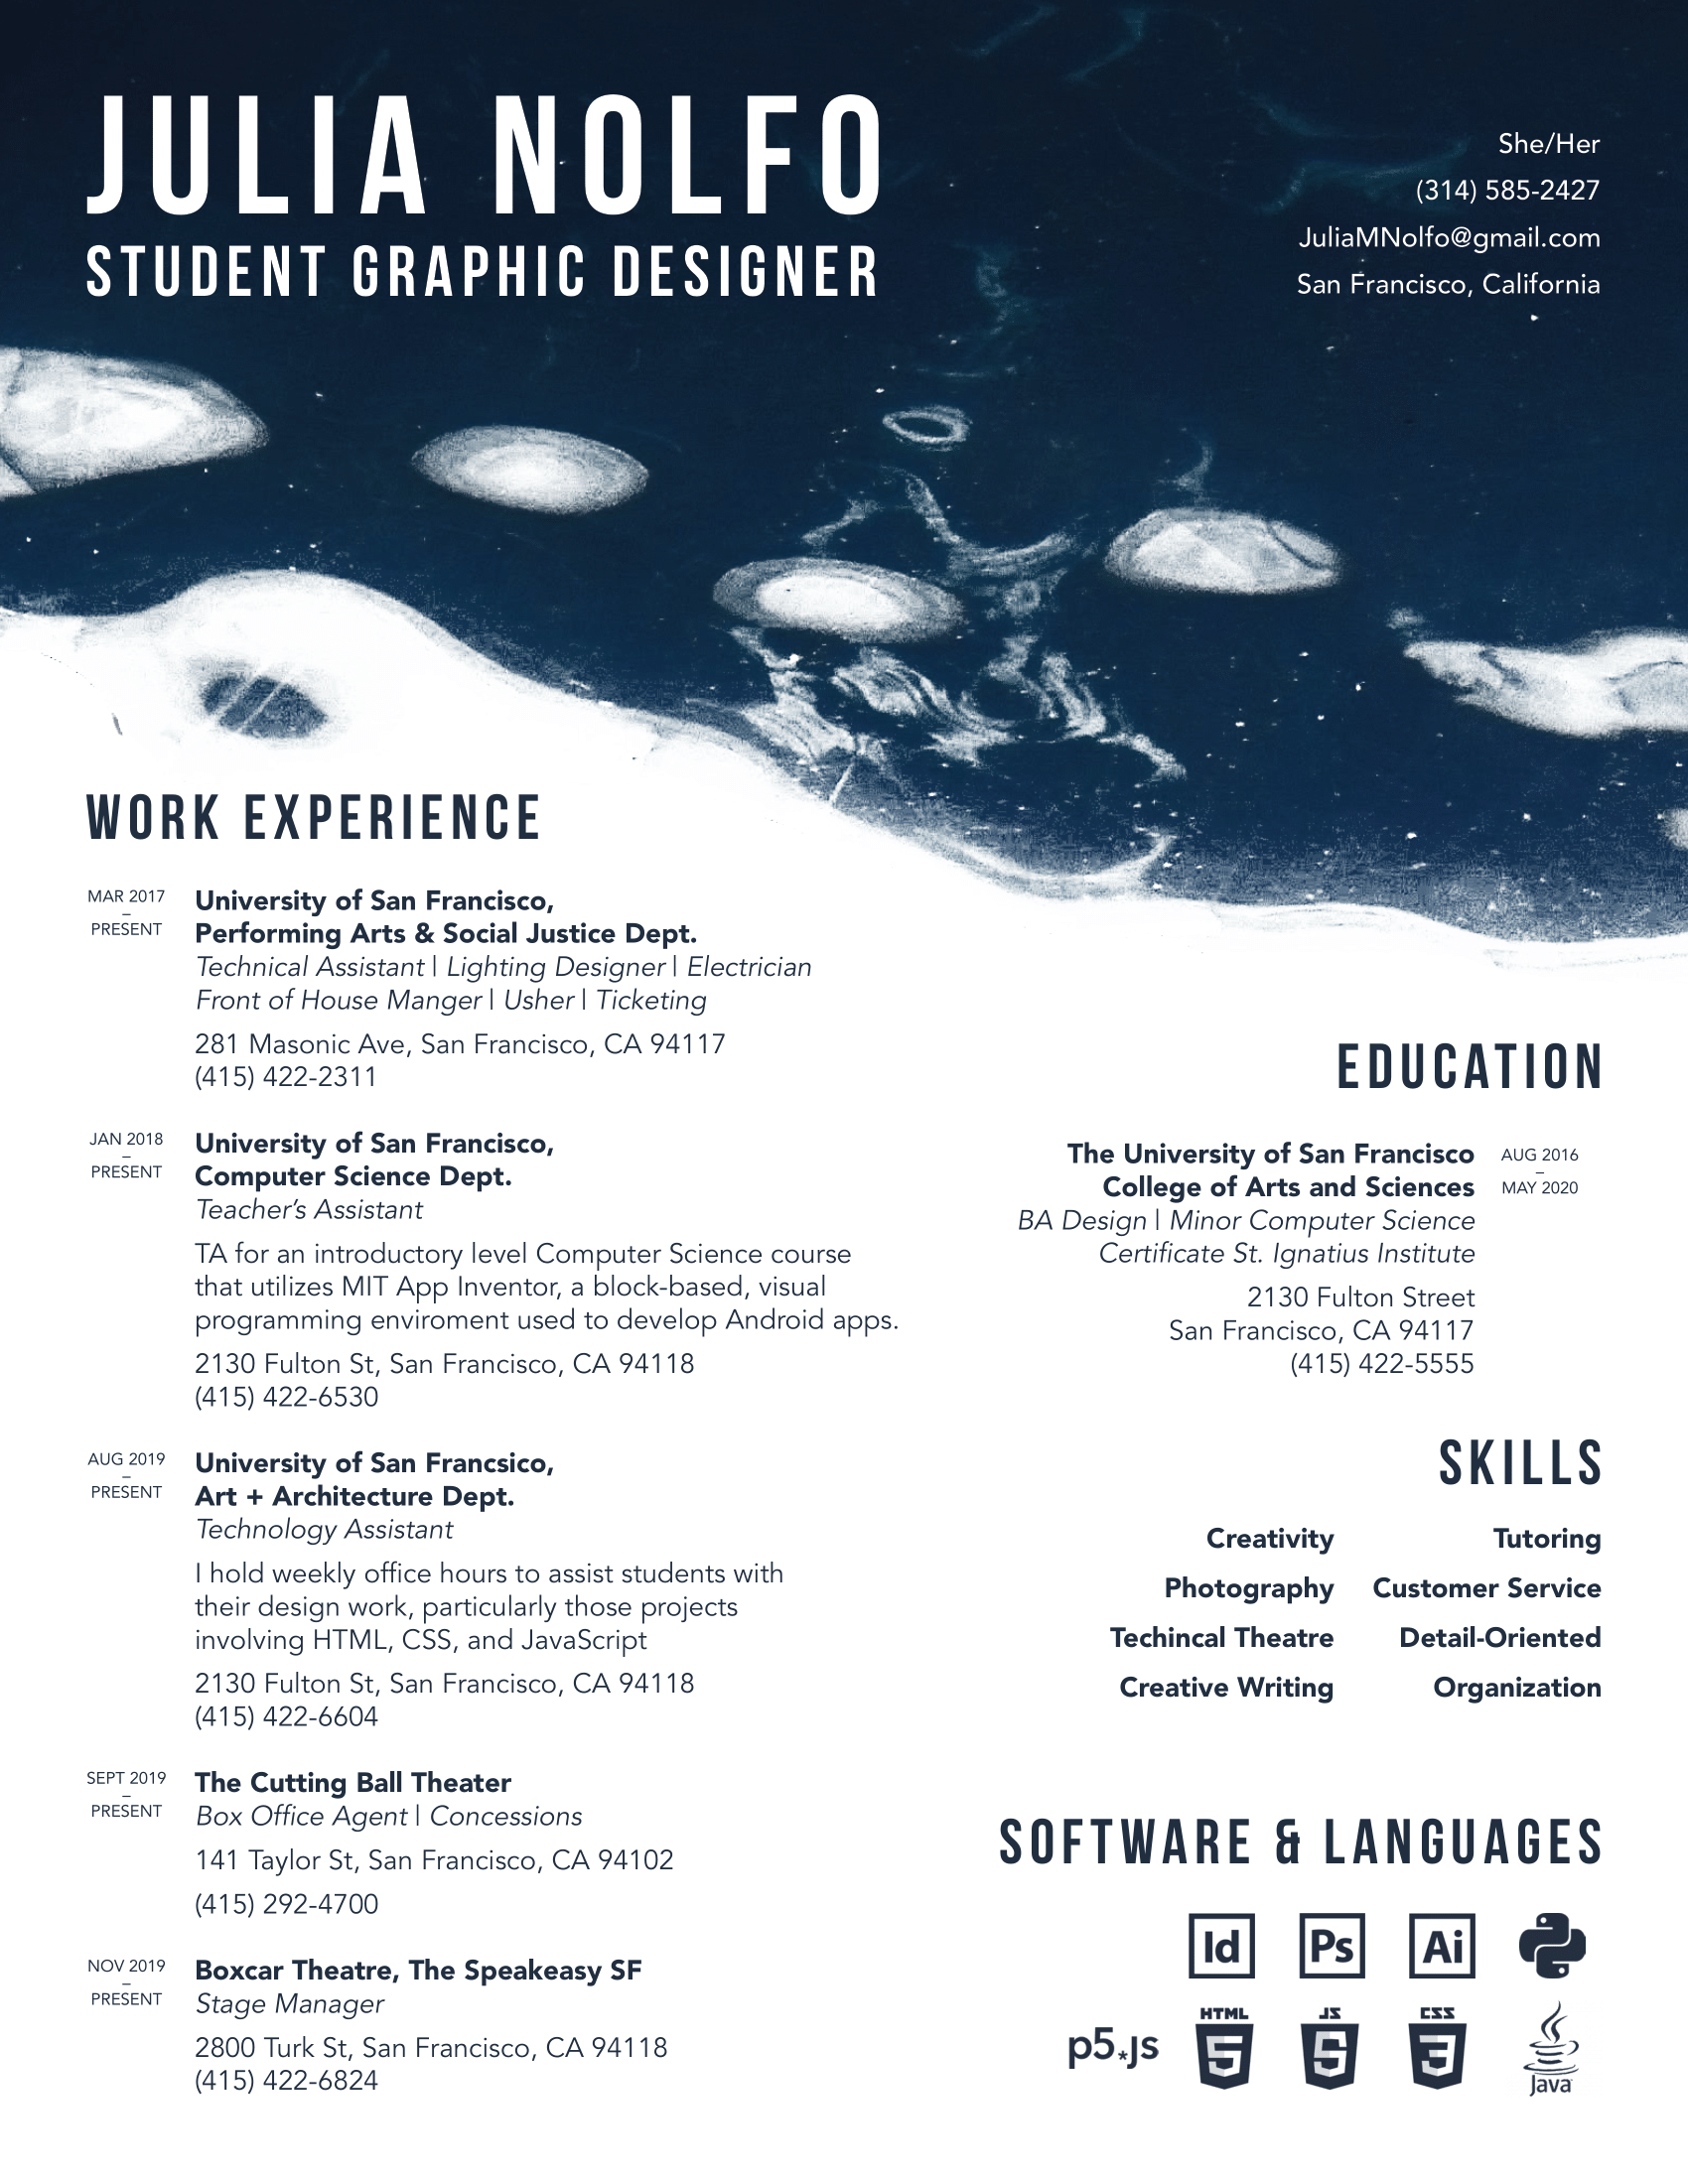 JULIA NOLFO
STUDENT GRAPHIC DESIGNER
She/Her
(314) 585-2427
JuliaMNolfo@gmail.com
San Francisco, California
WORK EXPERIENCE
MAR 2017
–
PRESENT
University of San Francisco,
Performing Arts & Social Justice Dept.
Technical Assistant | Lighting Designer | Electrician
Front of House Manger | Usher | Ticketing
281 Masonic Ave, San Francisco, CA 94117
(415) 422-2311
JAN 2018
–
PRESENT
University of San Francisco,
Computer Science Dept.
Teacher’s Assistant
TA for an introductory level Computer Science course
that utilizes MIT App Inventor, a block-based, visual
programming enviroment used to develop Android apps.
2130 Fulton St, San Francisco, CA 94118
(415) 422-6530
AUG 2019
–
PRESENT
University of San Francsico,
Art + Architecture Dept.
Technology Assistant
I hold weekly office hours to assist students with
their design work, particularly those projects
involving HTML, CSS, and JavaScript
2130 Fulton St, San Francisco, CA 94118
(415) 422-6604
SEPT 2019
–
PRESENT
The Cutting Ball Theater
Box Office Agent | Concessions
141 Taylor St, San Francisco, CA 94102
(415) 292-4700
NOV 2019
–
PRESENT
Boxcar Theatre, The Speakeasy SF
Stage Manager
2800 Turk St, San Francisco, CA 94118
(415) 422-6824
EDUCATION
The University of San Francisco
College of Arts and Sciences
AUG 2016
–
MAY 2020
BA Design | Minor Computer Science
Certificate St. Ignatius Institute
2130 Fulton Street
San Francisco, CA 94117
(415) 422-5555
SKILLS
Creativity Tutoring
Photography Customer Service
Techincal Theatre Detail-Oriented
Creative Writing Organization
SOFTWARE & LANGUAGES
Id Ps Ai
HTML JS CSS
p5*Js 5 5 3
Java